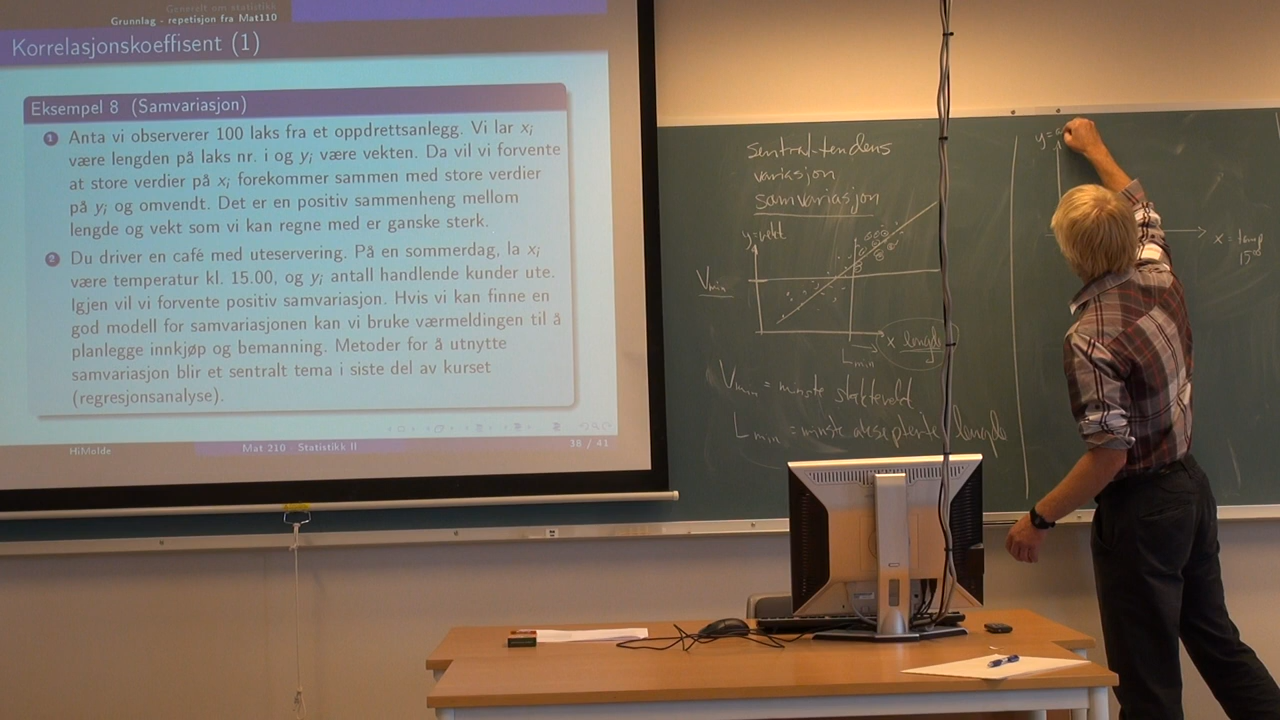 Generelt om statistikk
Grunnlag - repetisjon fra Mat110
Korrelasjonskoeffisent (1)
Eksempel 8 (Samvariasjon)
1 Anta vi observerer 100 laks fra et oppdrettsanlegg. Vi lar xi
være lengden på laks nr. i og yi være vekten. Da vil vi forvente
at store verdier på xi forekommer sammen med store verdier
på yi og omvendt. Det er en positiv sammenheng mellom
lengde og vekt som vi kan regne med er ganske sterk.
2 Du driver en café med uteservering. På en sommerdag, la xi
være temperatur kl. 15.00, og yi antall handlende kunder ute.
Igjen vil vi forvente positiv samvariasjon. Hvis vi kan finne en
god modell for samvariasjonen kan vi bruke værmeldingen til å
planlegge innkjøp og bemanning. Metoder for å utnytte
samvariasjon blir et sentralt tema i siste del av kurset
(regresjonsanalyse).
HiMolde
Mat 210 - Statistikk II
38 / 41
sentral-tendens
variasjon
samvariasjon
y=vekt
Vmin
x lengde
Lmin
Vmin = minste slaktevekt
Lmin = minste aksepterte lengde
y=
x = temp
15⁰⁰